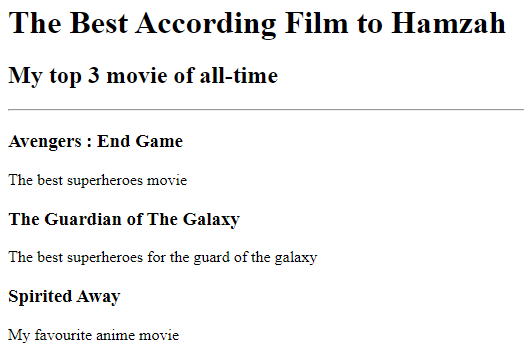 The Best According Film to Hamzah
My top 3 movie of all-time
Avengers : End Game
The best superheroes movie
The Guardian of The Galaxy
The best superheroes for the guard of the galaxy
Spirited Away
My favourite anime movie